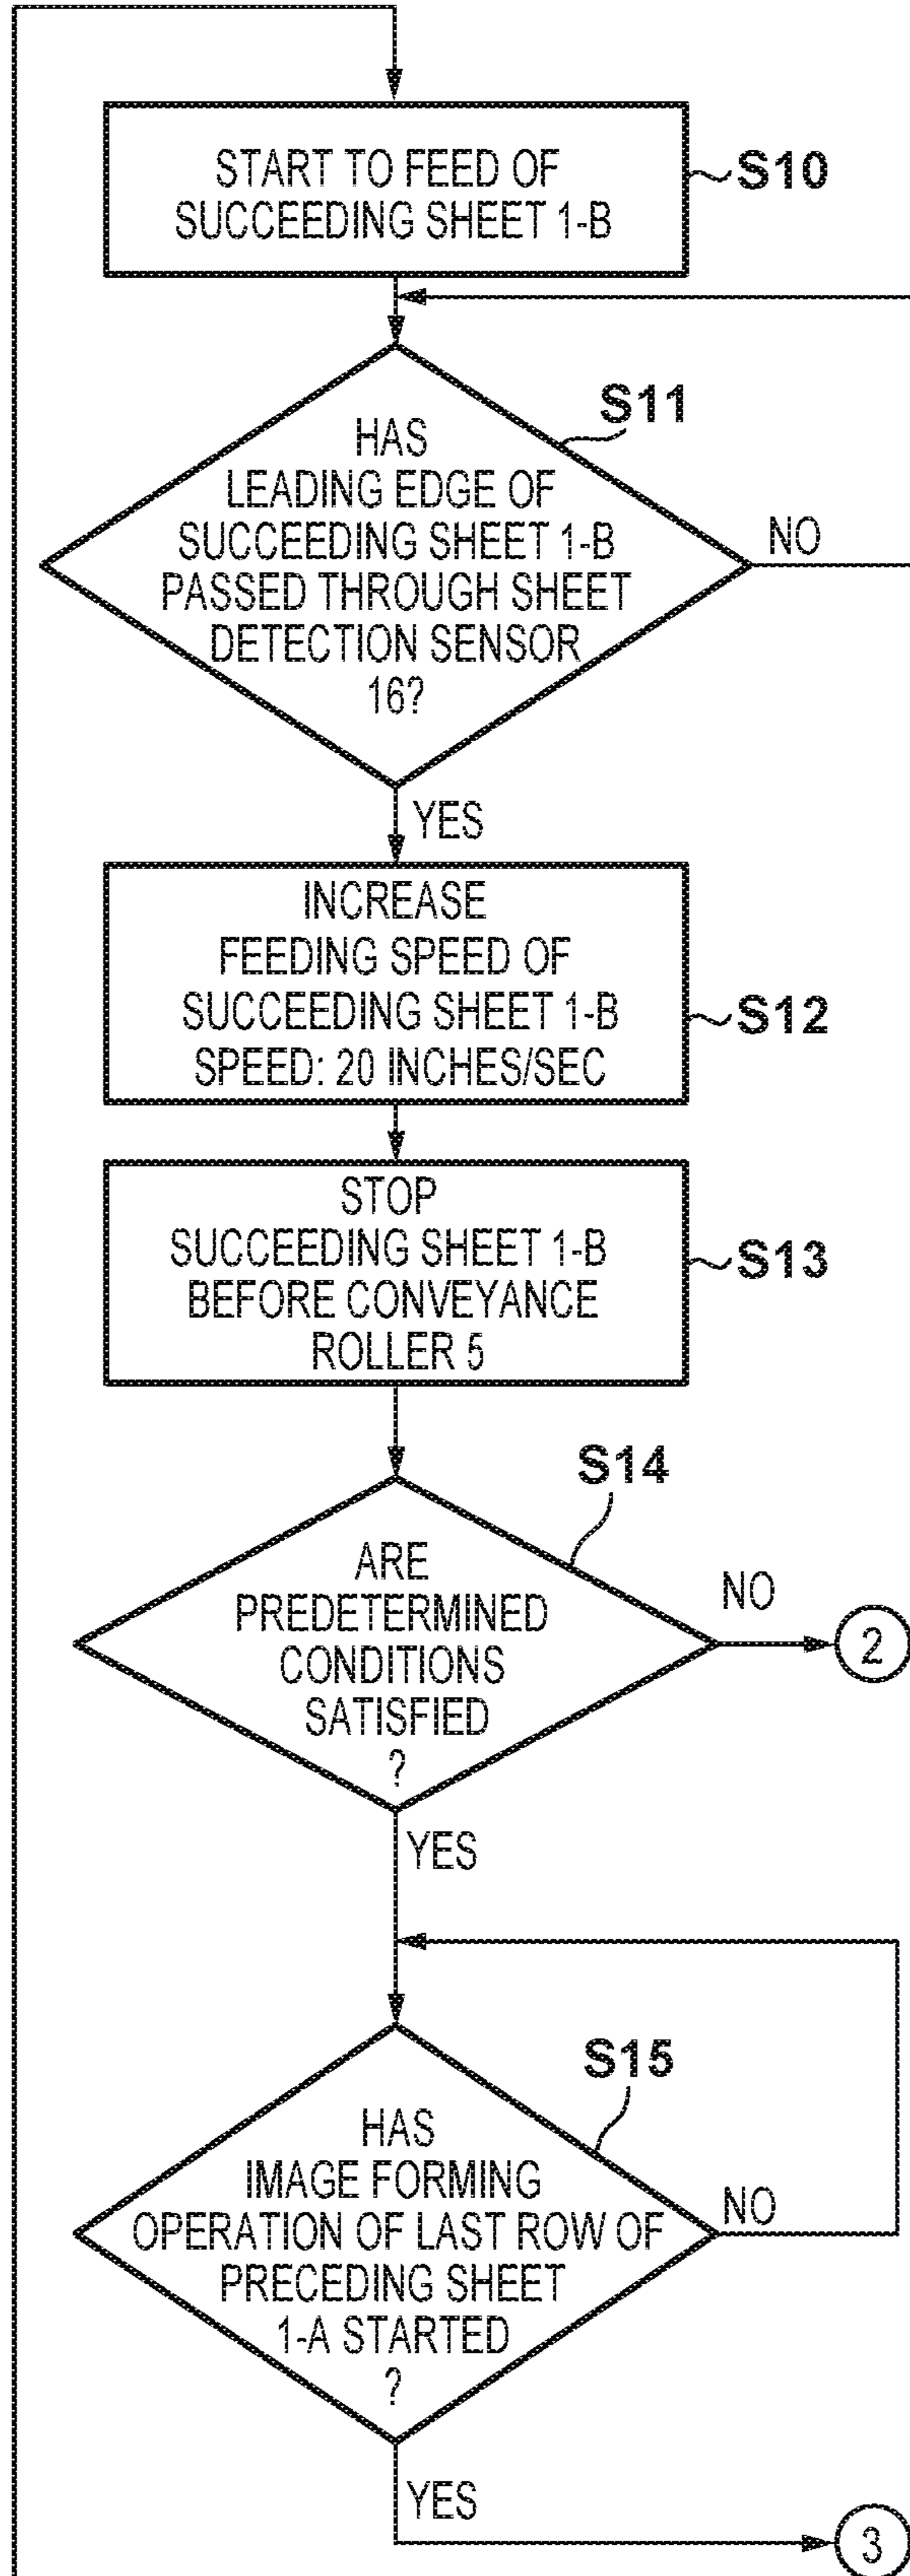 START TO FEED OF
SUCCEEDING SHEET 1-B
S10
S11
HAS
LEADING EDGE OF
SUCCEEDING SHEET 1-B
PASSED THROUGH SHEET
DETECTION SENSOR
16?
NO
YES
INCREASE
FEEDING SPEED OF
SUCCEEDING SHEET 1-B
SPEED: 20 INCHES/SEC
S12
STOP
SUCCEEDING SHEET 1-B
BEFORE CONVEYANCE
ROLLER 5
S13
S14
ARE
PREDETERMINED
CONDITIONS
SATISFIED
?
NO
2
YES
S15
HAS
IMAGE FORMING
OPERATION OF LAST ROW OF
PRECEDING SHEET
1-A STARTED
?
NO
YES
3